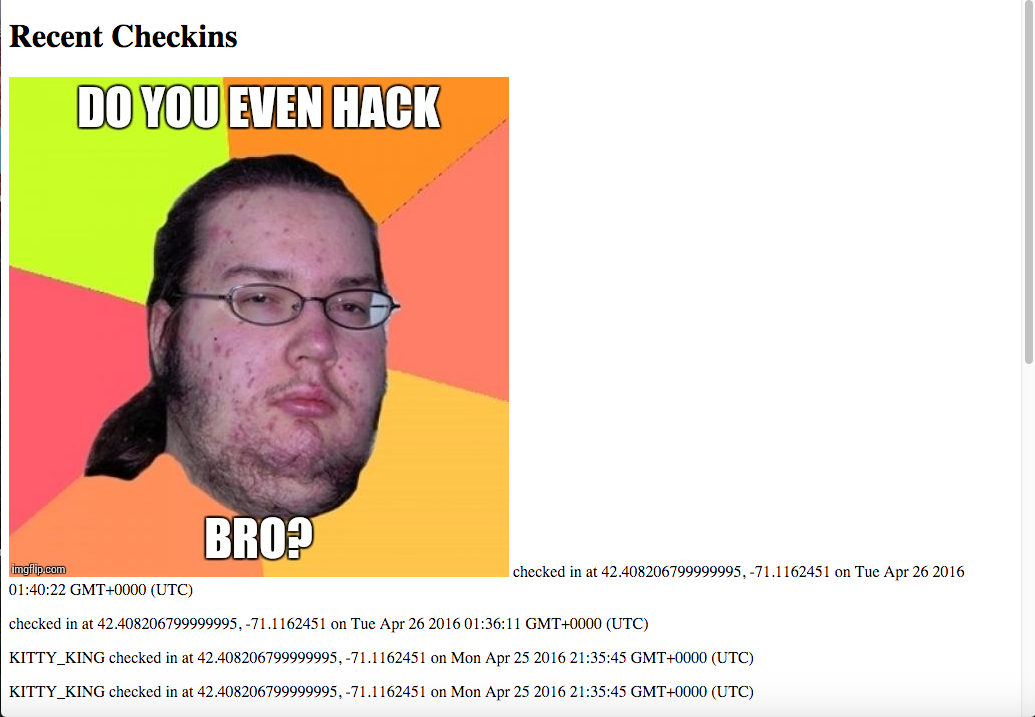 Recent Checkins
DO YOU EVEN HACK
BRO?
imgflip.com
checked in at 42.408206799999995, -71.1162451 on Tue Apr 26 2016
01:40:22 GMT+0000 (UTC)
checked in at 42.408206799999995, -71.1162451 on Tue Apr 26 2016 01:36:11 GMT+0000 (UTC)
KITTY_KING checked in at 42.408206799999995, -71.1162451 on Mon Apr 25 2016 21:35:45 GMT+0000 (UTC)
KITTY_KING checked in at 42.408206799999995, -71.1162451 on Mon Apr 25 2016 21:35:45 GMT+0000 (UTC)